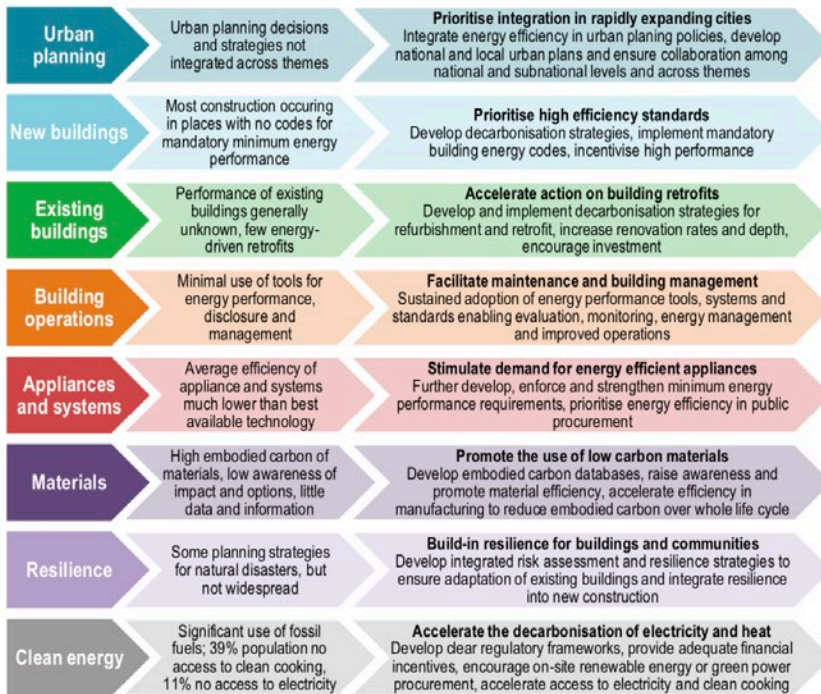 Urban
planning
Urban planning decisions
and strategies not
integrated across themes
Prioritise integration in rapidly expanding cities
Integrate energy efficiency in urban planing policies, develop
national and local urban plans and ensure collaboration among
national and subnational levels and across themes
New buildings
Most construction occuring
in places with no codes for
mandatory minimum energy
performance
Prioritise high efficiency standards
Develop decarbonisation strategies, implement mandatory
building energy codes, incentivise high performance
Existing
buildings
Performance of existing
buildings generally
unknown, few energy-
driven retrofits
Accelerate action on building retrofits
Develop and implement decarbonisation strategies for
refurbishment and retrofit, increase renovation rates and depth,
encourage investment
Building
operations
Minimal use of tools for
energy performance,
disclosure and
management
Facilitate maintenance and building management
Sustained adoption of energy performance tools, systems and
standards enabling evaluation, monitoring, energy management
and improved operations
Appliances
and systems
Average efficiency of
appliance and systems
much lower than best
available technology
Stimulate demand for energy efficient appliances
Further develop, enforce and strengthen minimum energy
performance requirements, prioritise energy efficiency in public
procurement
Materials
High embodied carbon of
materials, low awareness of
impact and options, little
data and information
Promote the use of low carbon materials
Develop embodied carbon databases, raise awareness and
promote material efficiency, accelerate efficiency in
manufacturing to reduce embodied carbon over whole life cycle
Resilience
Some planning strategies
for natural disasters, but
not widespread
Build-in resilience for buildings and communities
Develop integrated risk assessment and resilience strategies to
ensure adaptation of existing buildings and integrate resilience
into new construction
Clean energy
Significant use of fossil
fuels; 39% population no
access to clean cooking,
11% no access to electricity
Accelerate the decarbonisation of electricity and heat
Develop clear regulatory frameworks, provide adequate financial
incentives, encourage on-site renewable energy or green power
procurement, accelerate access to electricity and clean cooking